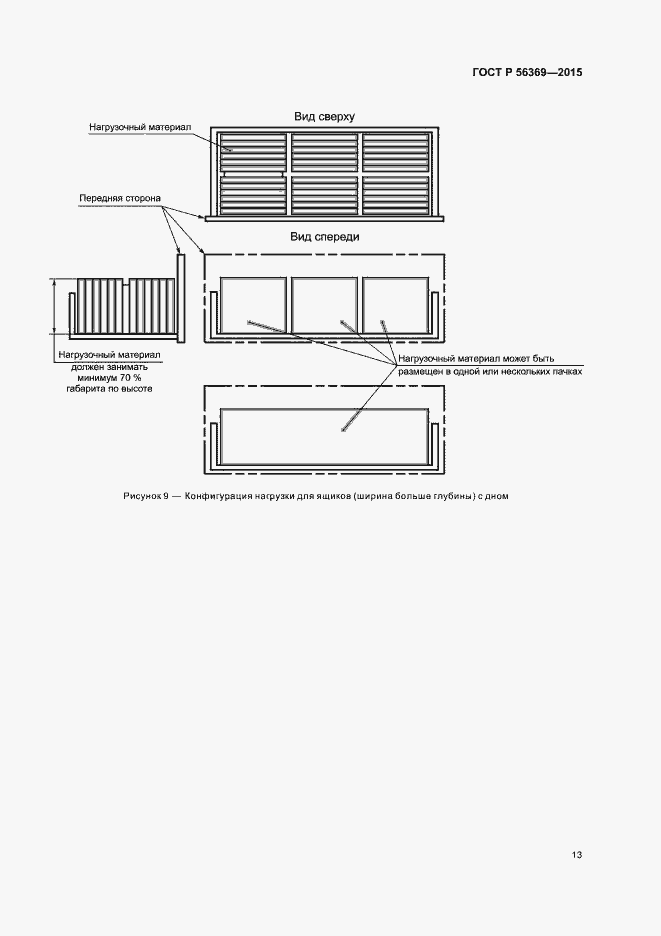 ГОСТ Р 56369—2015
Вид сверху
Нагрузочный материал
Передняя сторона
Вид спереди
Нагрузочный материал
должен занимать
минимум 70 %
габарита по высоте
Нагрузочный материал может быть
размещен в одной или нескольких пачках
Рисунок 9 — Конфигурация нагрузки для ящиков (ширина больше глубины) с дном
13